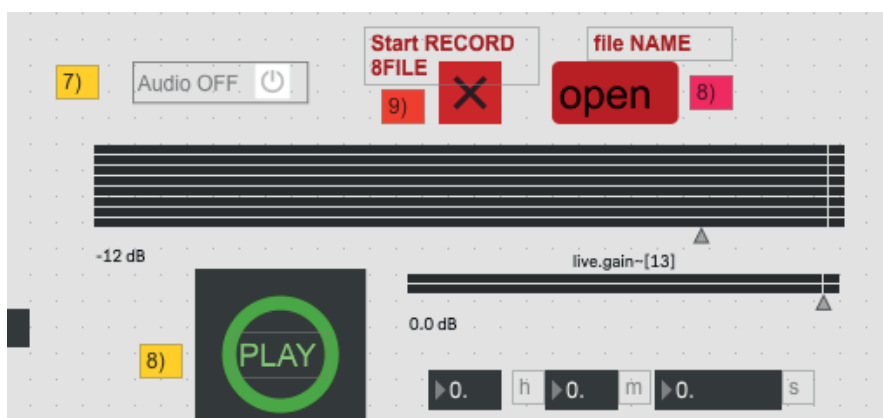 Start RECORD
8FILE
file NAME
7)
Audio OFF
9)
open
8)
-12 dB
live.gain~[13]
0.0 dB
8)
PLAY
0.
h
0.
m
0.
s